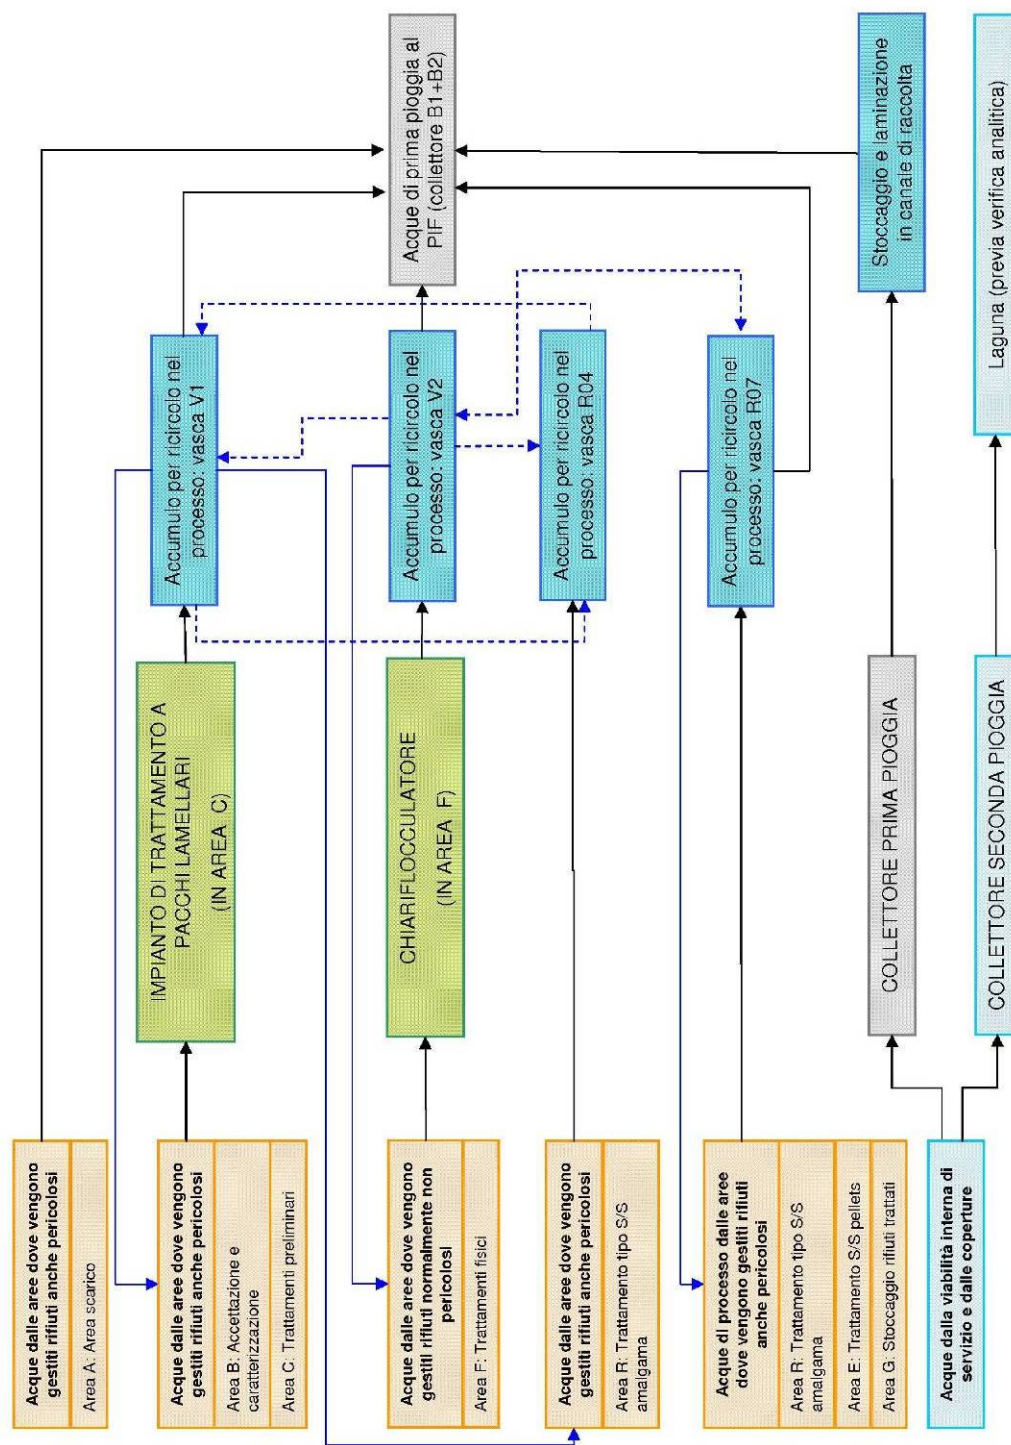 Acque dalle aree dove vengono
gestiti rifiuti anche pericolosi
Area A: Area scarico
Acque dalle aree dove vengono
gestiti rifiuti anche pericolosi
Area B: Accettazione e
caratterizzazione
Area C: Trattamenti preliminari
Acque dalle aree dove vengono
gestiti rifiuti normalmente non
pericolosi
Area F: Trattamenti fisici
Acque dalle aree dove vengono
gestiti rifiuti anche pericolosi
Area R: Trattamento tipo S/S
amalgama
Acque di processo dalle aree
dove vengono gestiti rifiuti
anche pericolosi
Area R: Trattamento tipo S/S
amalgama
Area E: Trattamento S/S pellets
Area G: Stoccaggio rifiuti trattati
Acque dalla viabilità interna di
servizio e dalle coperture
IMPIANTO DI TRATTAMENTO A
PACCHI LAMELLARI
(IN AREA C)
CHIARIFLOCCULATORE
(IN AREA F)
COLLETTORE PRIMA PIOGGIA
COLLETTORE SECONDA PIOGGIA
Accumulo per ricircolo nel
processo: vasca V1
Accumulo per ricircolo nel
processo: vasca V2
Accumulo per ricircolo nel
processo: vasca R04
Accumulo per ricircolo nel
processo: vasca R07
Acque di prima pioggia al
PIF (collettore B1+B2)
Stoccaggio e laminazione
in canale di raccolta
Laguna (previa verifica analitica)